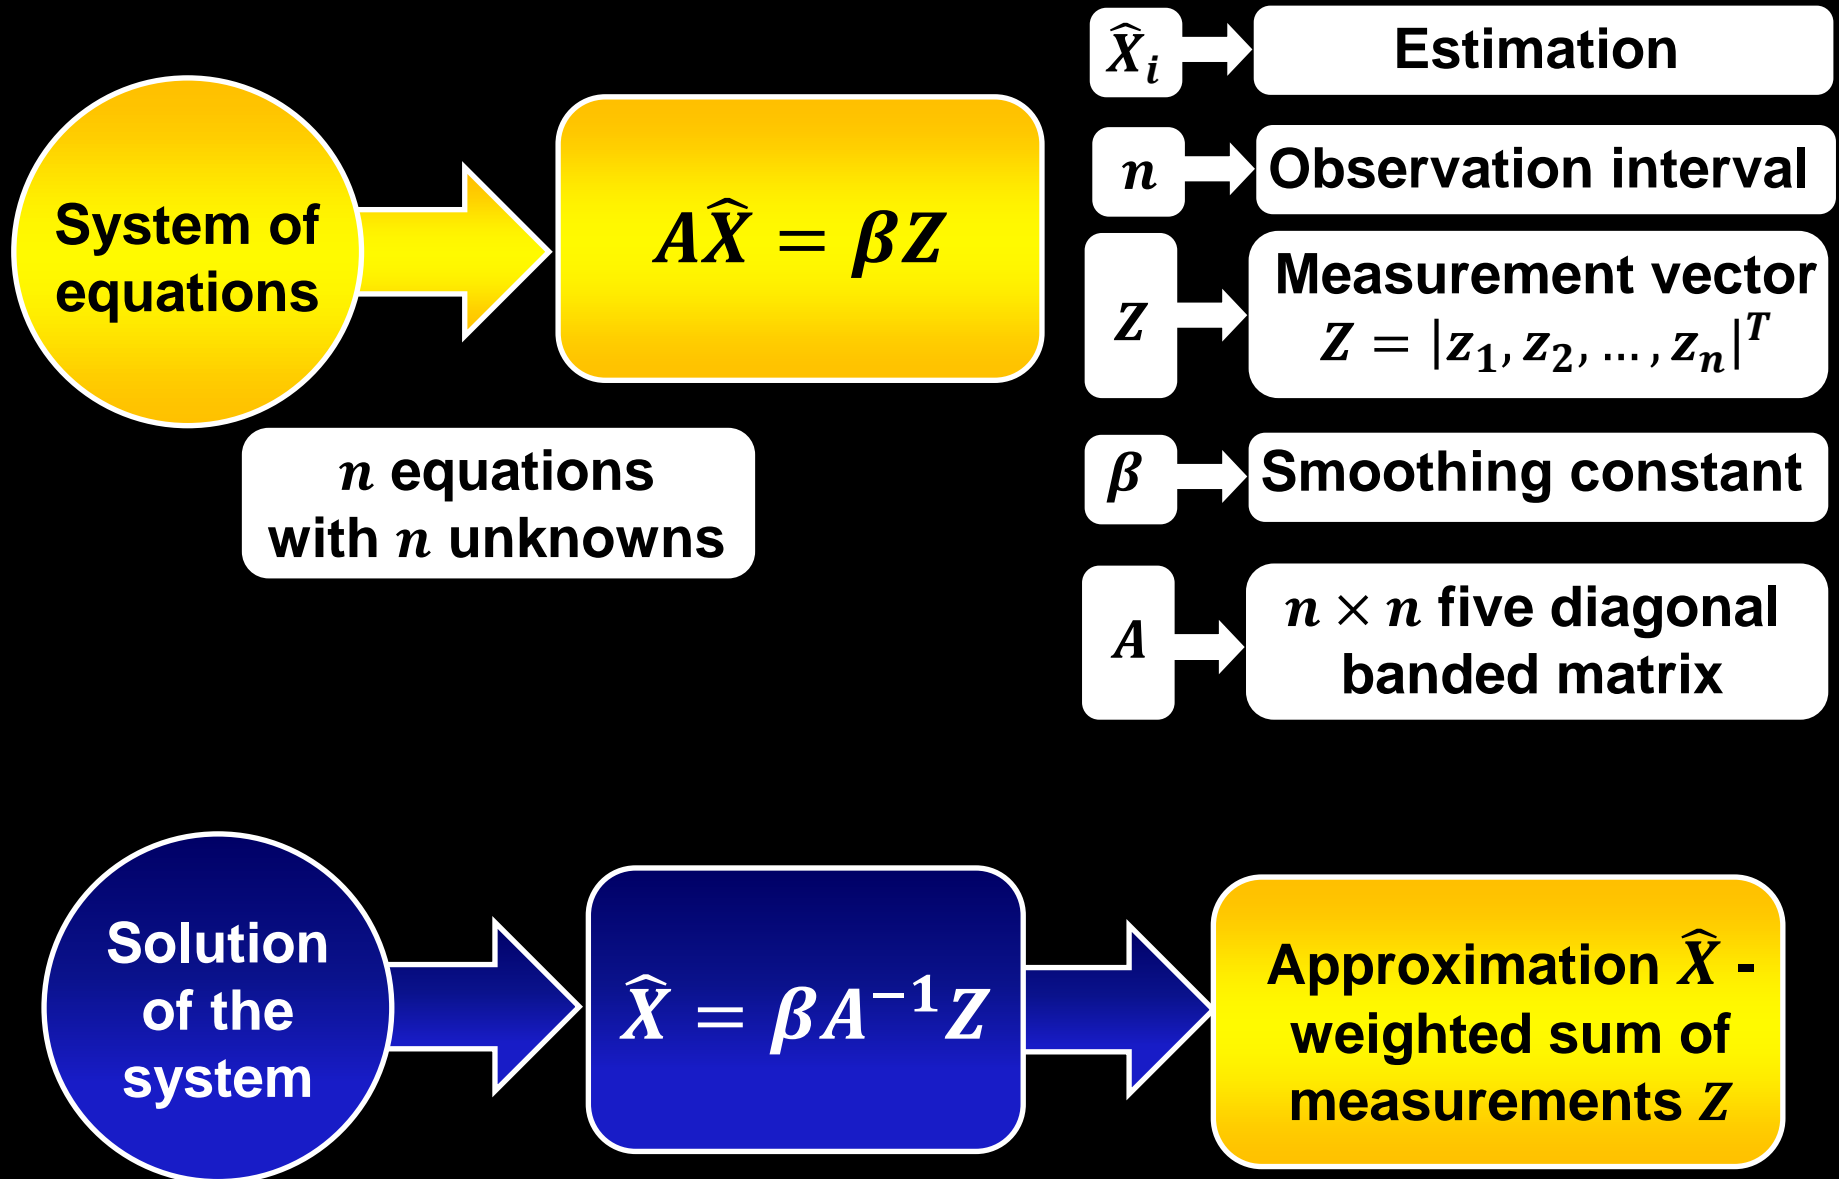 System of
equations
A𝑋̂ = βZ
n equations
with n unknowns
X̂ᵢ
Estimation
n
Observation interval
Z
Measurement vector
Z = |z₁, z₂, … , zₙ|ᵀ
β
Smoothing constant
A
n × n five diagonal
banded matrix
Solution
of the
system
X̂ = βA⁻¹Z
Approximation X̂ -
weighted sum of
measurements Z